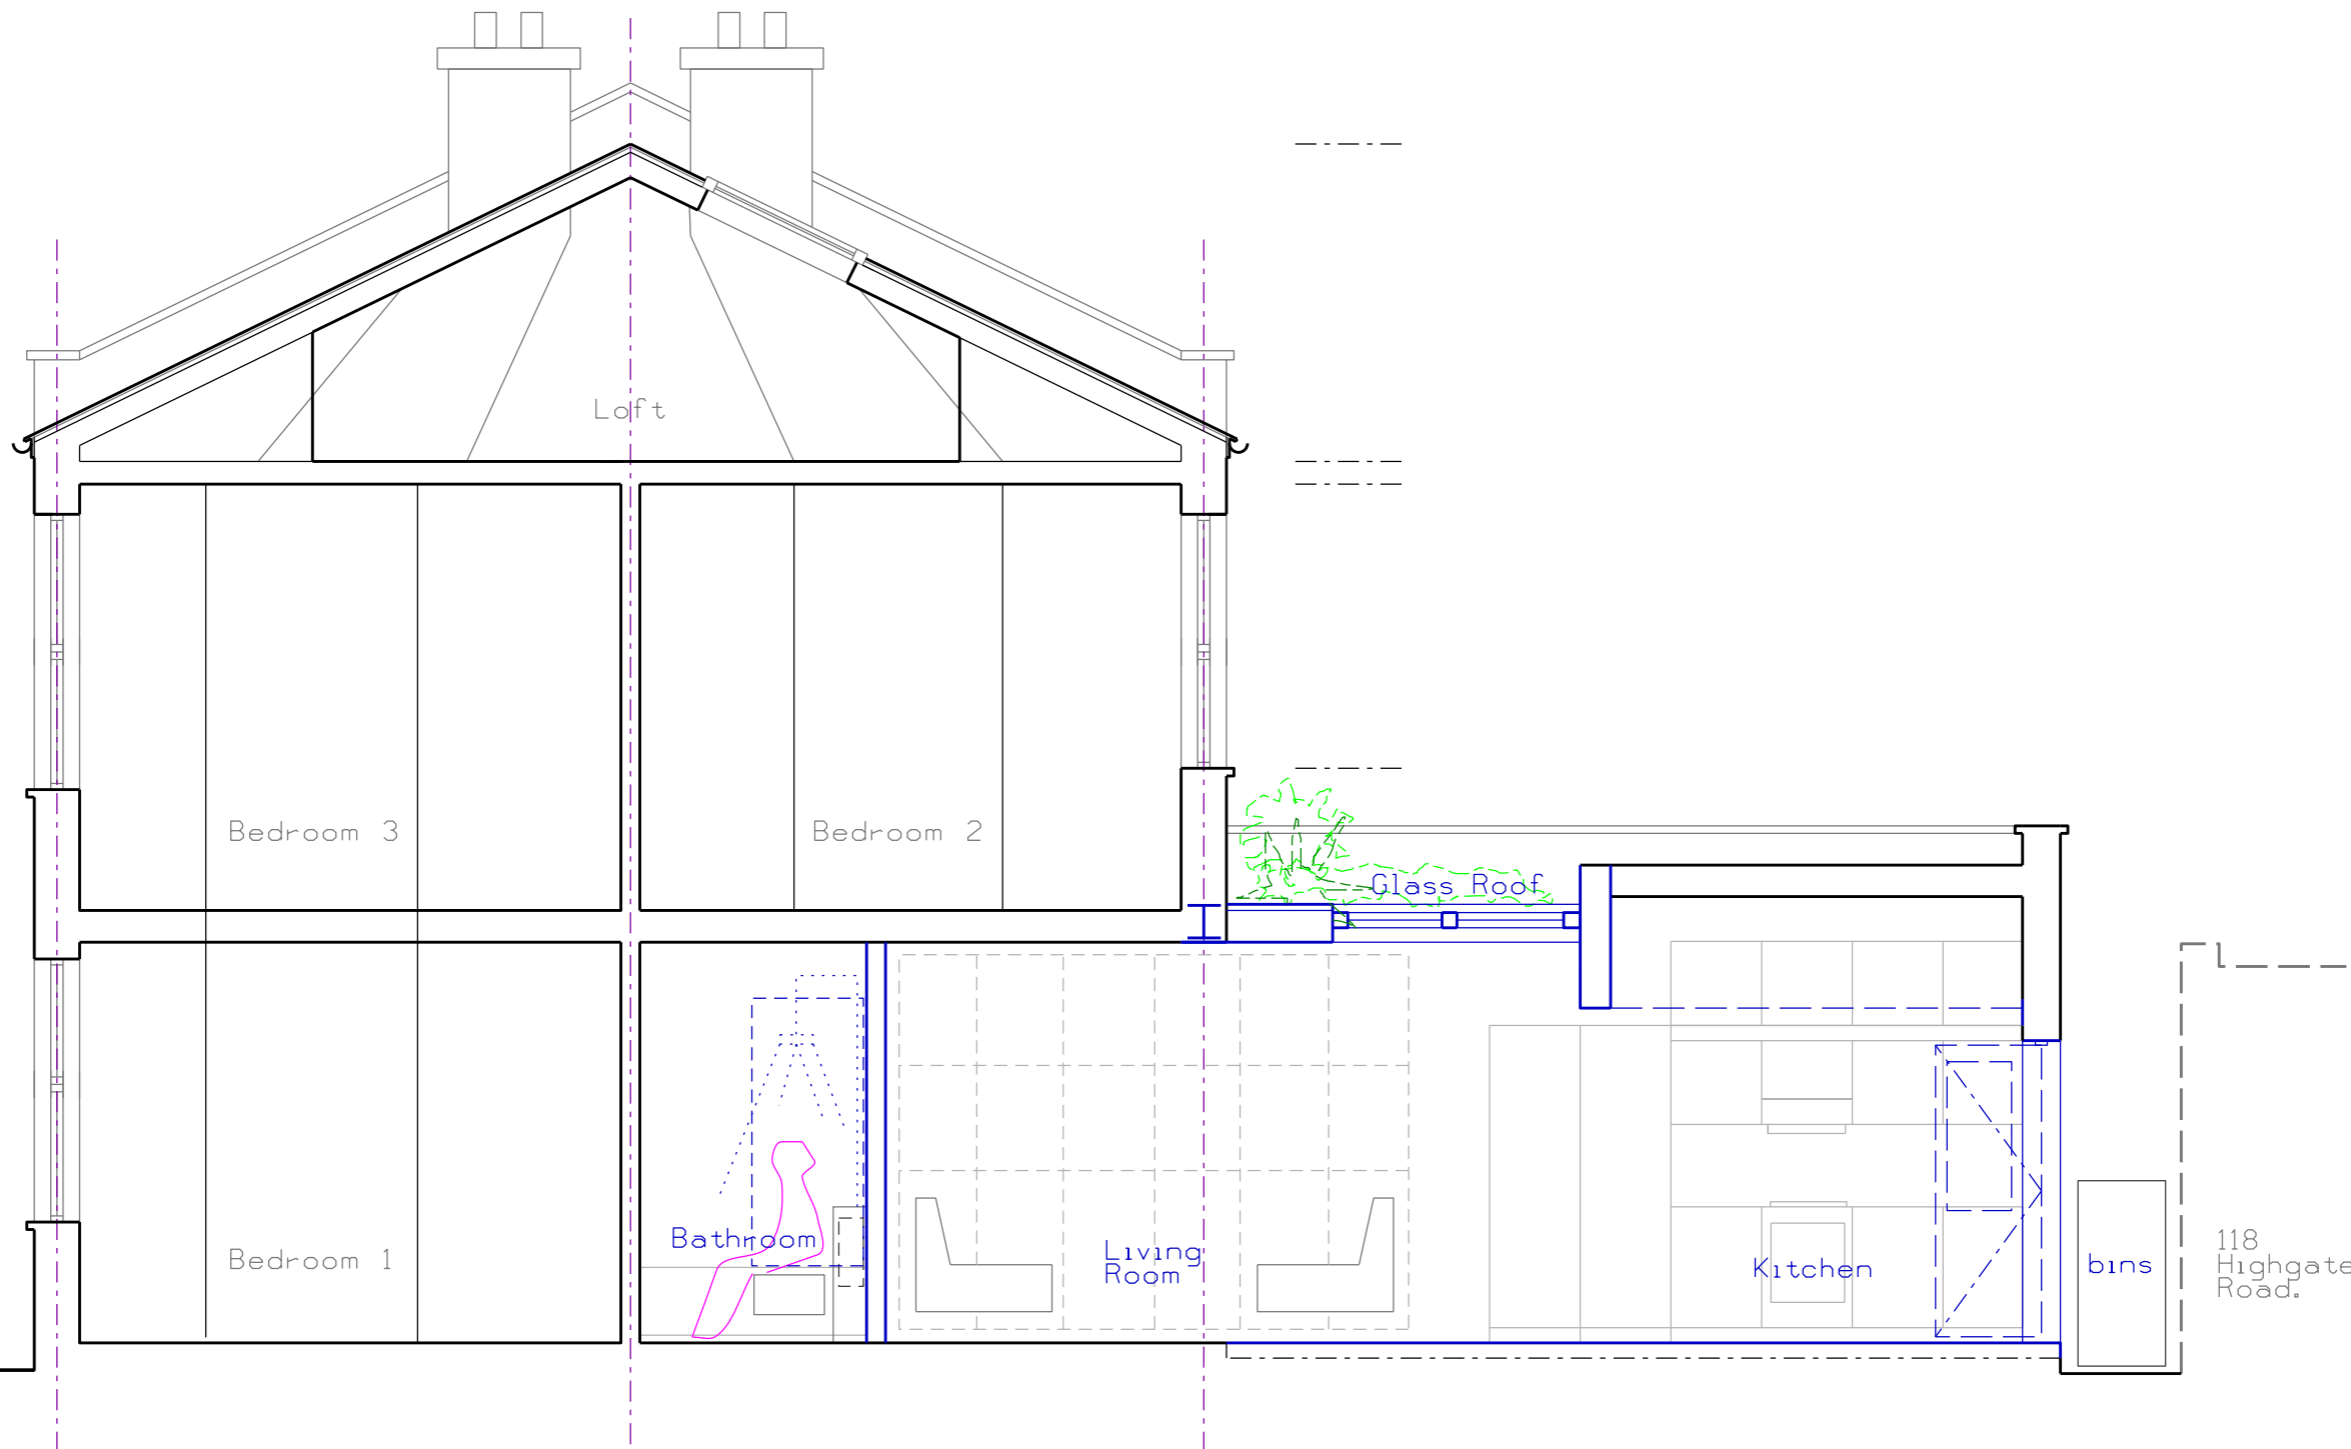 Loft
Bedroom 3
Bedroom 2
Glass Roof
Bedroom 1
Bathroom
Living
Room
Kitchen
bins
118
Highgate
Road.